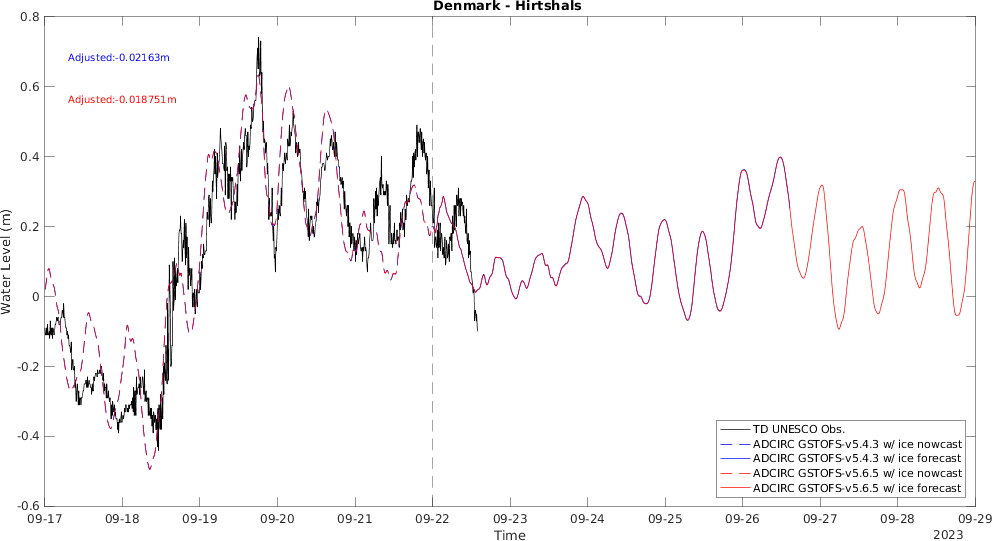 Denmark - Hirtshals
Adjusted:-0.02163m
Adjusted:-0.018751m
0.8
0.6
0.4
0.2
0
-0.2
-0.4
-0.6
Water Level (m)
TD UNESCO Obs.
ADCIRC GSTOFS-v5.4.3 w/ ice nowcast
ADCIRC GSTOFS-v5.4.3 w/ ice forecast
ADCIRC GSTOFS-v5.6.5 w/ ice nowcast
ADCIRC GSTOFS-v5.6.5 w/ ice forecast
09-17 09-18 09-19 09-20 09-21 09-22 09-23 09-24 09-25 09-26 09-27 09-28 09-29
Time
2023